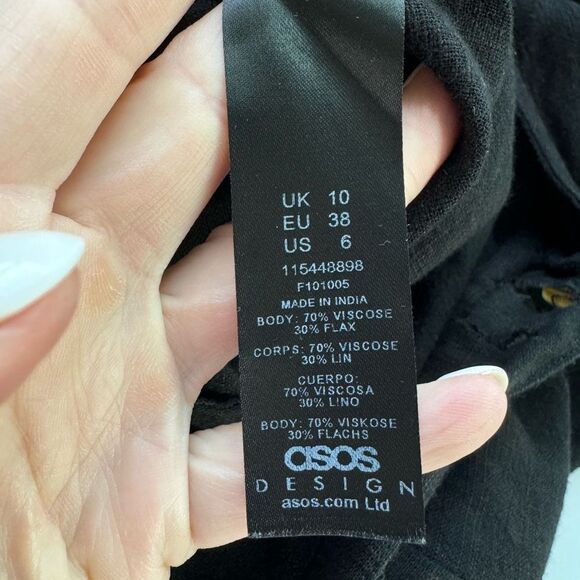 UK 10
EU 38
US 6
115448898
F101005
MADE IN INDIA
BODY: 70% VISCOSE
30% FLAX
CORPS: 70% VISCOSE
30% LIN
CUERPO:
70% VISCOSA
30% LINO
BODY: 70% VISKOSE
30% FLACHS
asos
DESIGN
asos.com Ltd